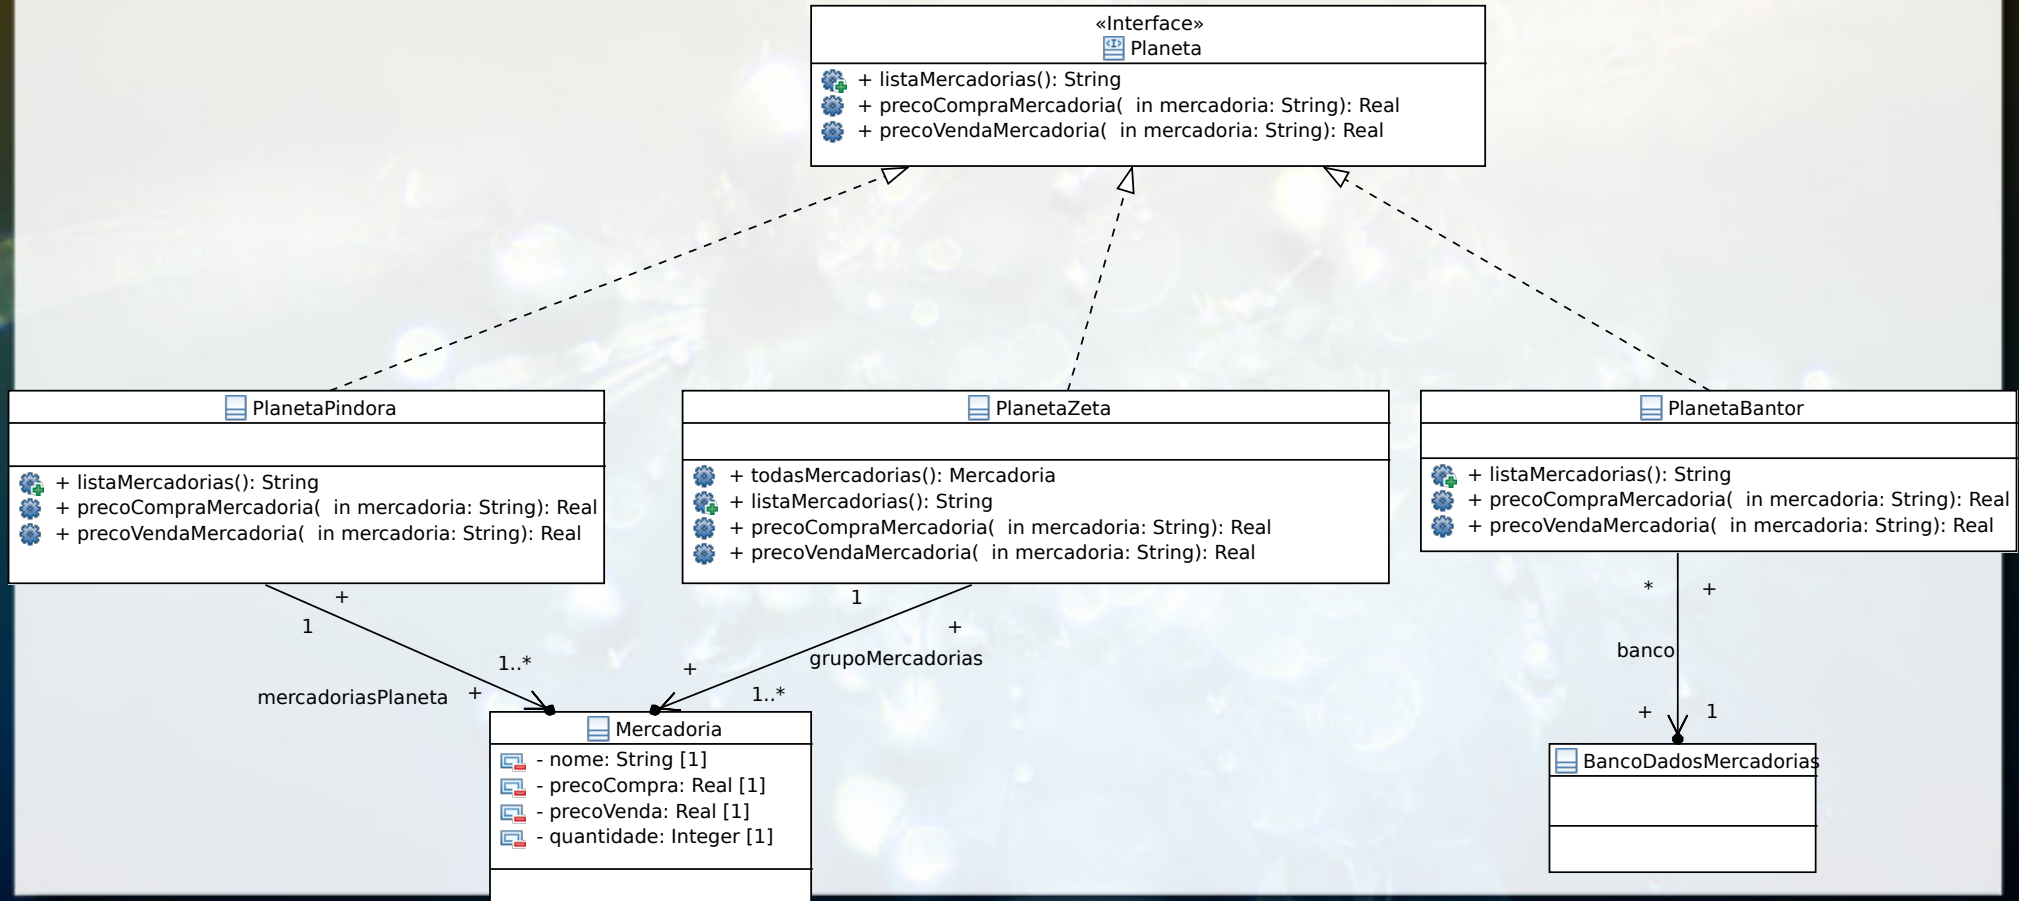 «Interface»
Planeta
+ listaMercadorias(): String
+ precoCompraMercadoria(  in mercadoria: String): Real
+ precoVendaMercadoria(  in mercadoria: String): Real
PlanetaPindora
+ listaMercadorias(): String
+ precoCompraMercadoria(  in mercadoria: String): Real
+ precoVendaMercadoria(  in mercadoria: String): Real
PlanetaZeta
+ todasMercadorias(): Mercadoria
+ listaMercadorias(): String
+ precoCompraMercadoria(  in mercadoria: String): Real
+ precoVendaMercadoria(  in mercadoria: String): Real
PlanetaBantor
+ listaMercadorias(): String
+ precoCompraMercadoria(  in mercadoria: String): Real
+ precoVendaMercadoria(  in mercadoria: String): Real
+
1
1..*
mercadoriasPlaneta
+
1
+
grupoMercadorias
+
1..*
*
+
banco
+
1
Mercadoria
- nome: String [1]
- precoCompra: Real [1]
- precoVenda: Real [1]
- quantidade: Integer [1]
BancoDadosMercadorias